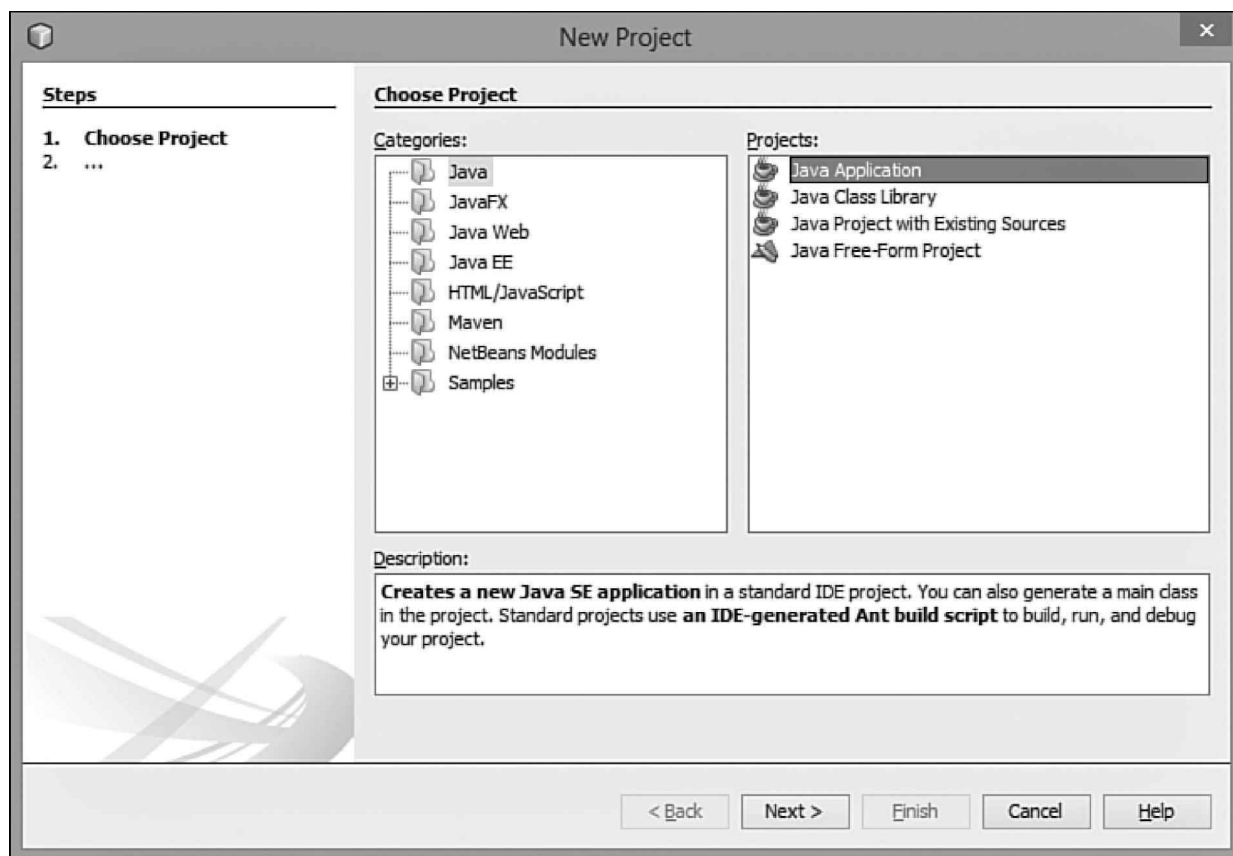 New Project
Steps
1. Choose Project
2. ...
Choose Project
Categories:
Java
JavaFX
Java Web
Java EE
HTML/JavaScript
Maven
NetBeans Modules
Samples
Projects:
Java Application
Java Class Library
Java Project with Existing Sources
Java Free-Form Project
Description:
Creates a new Java SE application in a standard IDE project. You can also generate a main class
in the project. Standard projects use an IDE-generated Ant build script to build, run, and debug
your project.
< Back
Next >
Finish
Cancel
Help